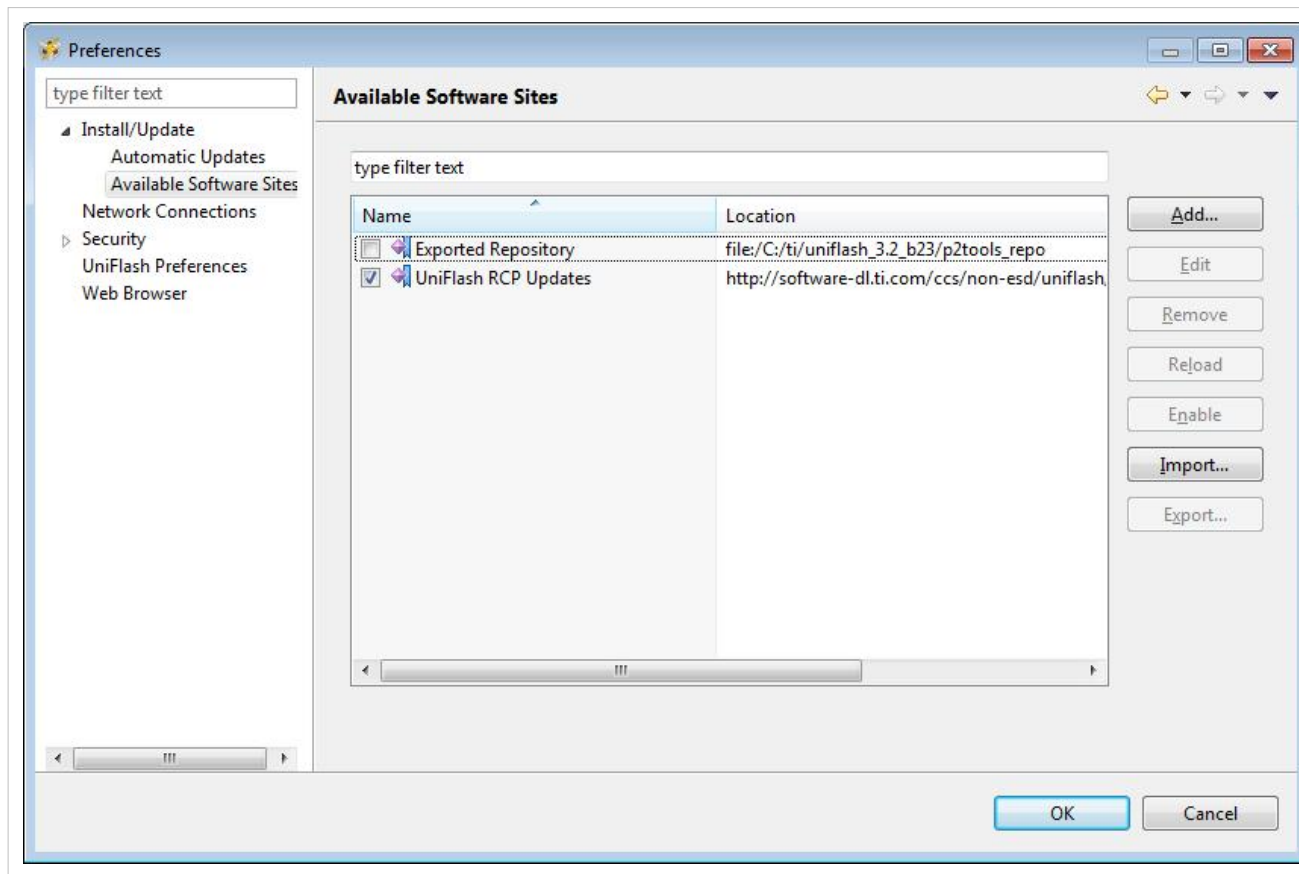 Preferences
type filter text
Install/Update
Automatic Updates
Available Software Sites
Network Connections
Security
UniFlash Preferences
Web Browser
Available Software Sites
type filter text
Name Location
Exported Repository file:/C:/ti/uniflash_3.2_b23/p2tools_repo
UniFlash RCP Updates http://software-dl.ti.com/ccs/non-esd/uniflash,
Add...
Edit
Remove
Reload
Enable
Import...
Export...
OK Cancel